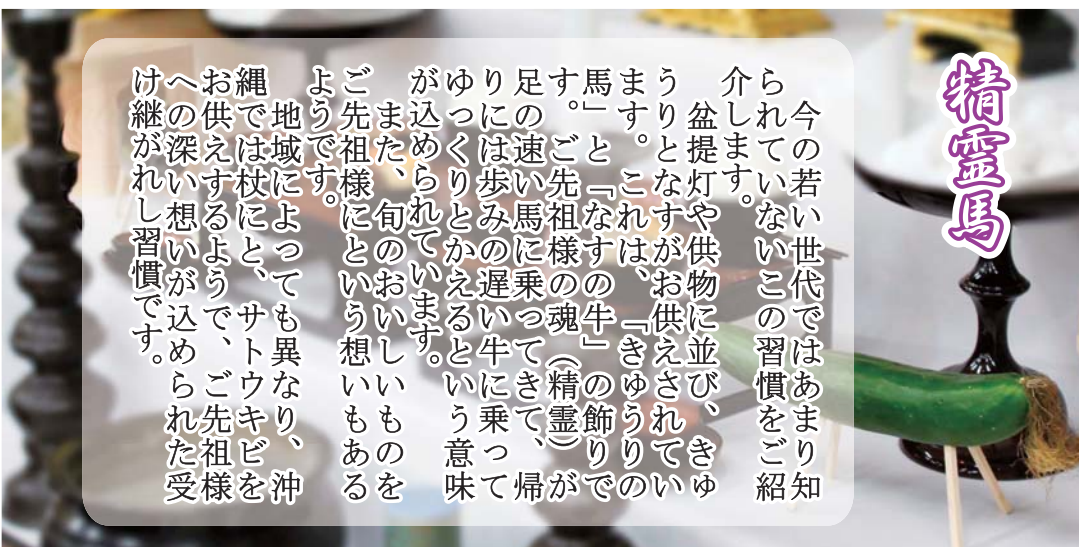 精霊馬
今の若い世代ではあまり知
られていないこの習慣をご紹
介します。
盆提灯や供物に並び、きゅ
うりとなすがお供えされてい
ます。これは、「きゅうりの
馬」と「なすの牛」の飾りで
す。ご先祖様の魂（精霊）が
足の速い馬に乗ってきて、帰
りには歩みの遅い牛に乗って
ゆっくりとかえるという意味
が込められています。
また、旬のおいしいものを
ご先祖様にという想いもある
ようです。
地域によっても異なり、沖
縄では杖にと、サトウキビを
お供えするようで、ご先祖様
への深い想いが込められた受
け継がれし習慣です。